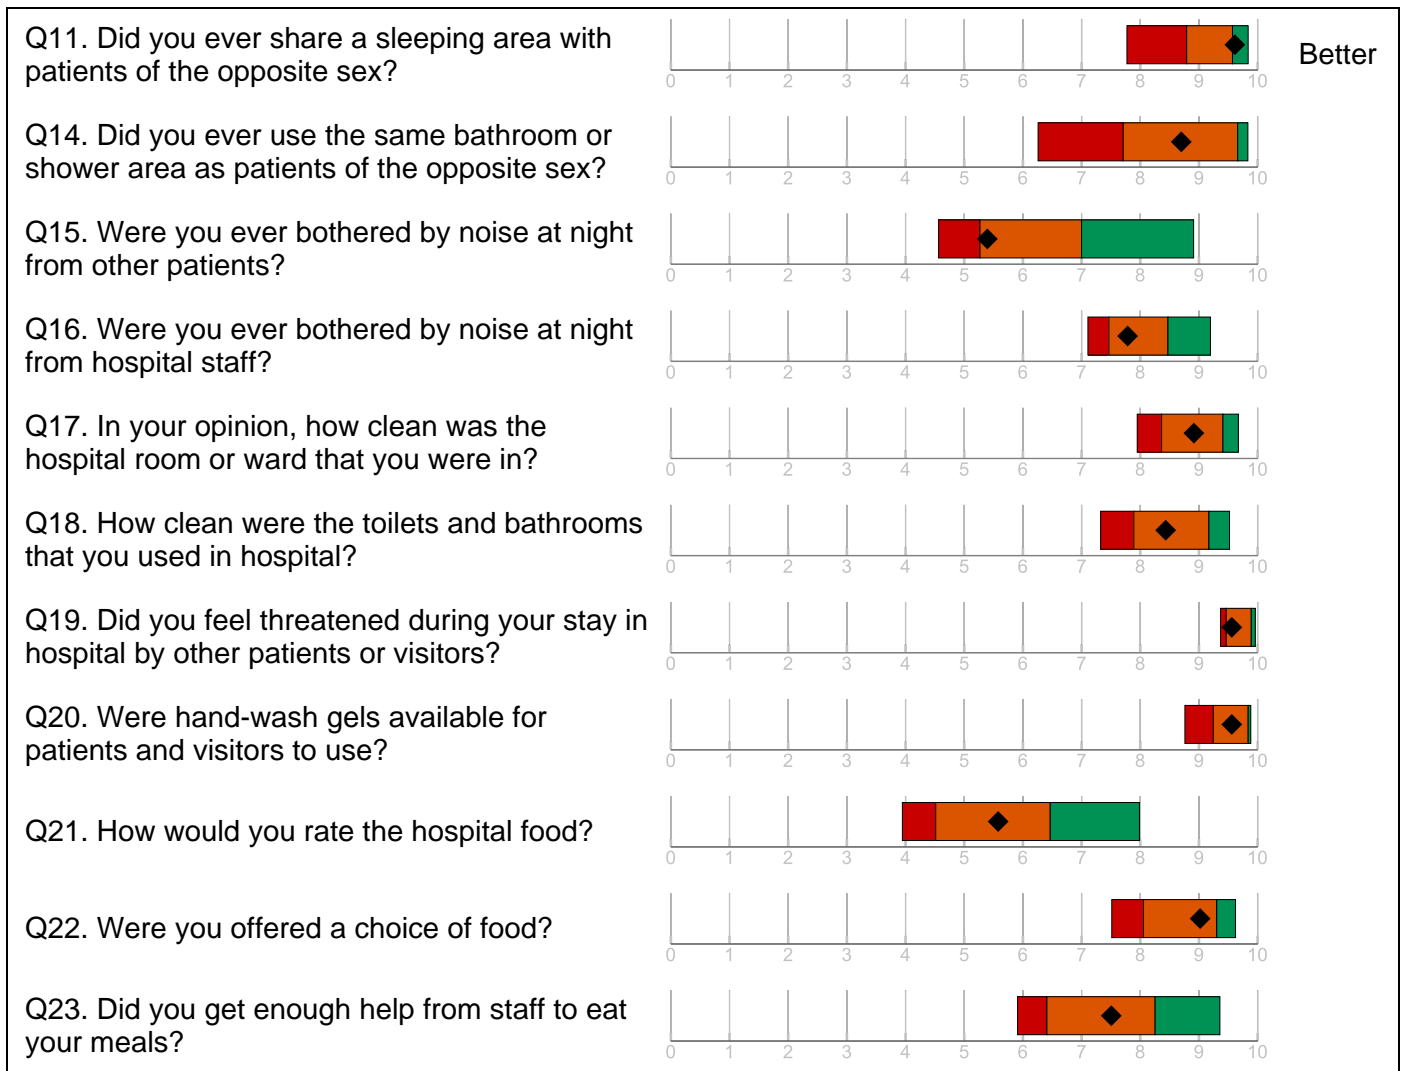 Q11. Did you ever share a sleeping area with
patients of the opposite sex?
Better
0 1 2 3 4 5 6 7 8 9 10
Q14. Did you ever use the same bathroom or
shower area as patients of the opposite sex?
0 1 2 3 4 5 6 7 8 9 10
Q15. Were you ever bothered by noise at night
from other patients?
0 1 2 3 4 5 6 7 8 9 10
Q16. Were you ever bothered by noise at night
from hospital staff?
0 1 2 3 4 5 6 7 8 9 10
Q17. In your opinion, how clean was the
hospital room or ward that you were in?
0 1 2 3 4 5 6 7 8 9 10
Q18. How clean were the toilets and bathrooms
that you used in hospital?
0 1 2 3 4 5 6 7 8 9 10
Q19. Did you feel threatened during your stay in
hospital by other patients or visitors?
0 1 2 3 4 5 6 7 8 9 10
Q20. Were hand-wash gels available for
patients and visitors to use?
0 1 2 3 4 5 6 7 8 9 10
Q21. How would you rate the hospital food?
0 1 2 3 4 5 6 7 8 9 10
Q22. Were you offered a choice of food?
0 1 2 3 4 5 6 7 8 9 10
Q23. Did you get enough help from staff to eat
your meals?
0 1 2 3 4 5 6 7 8 9 10